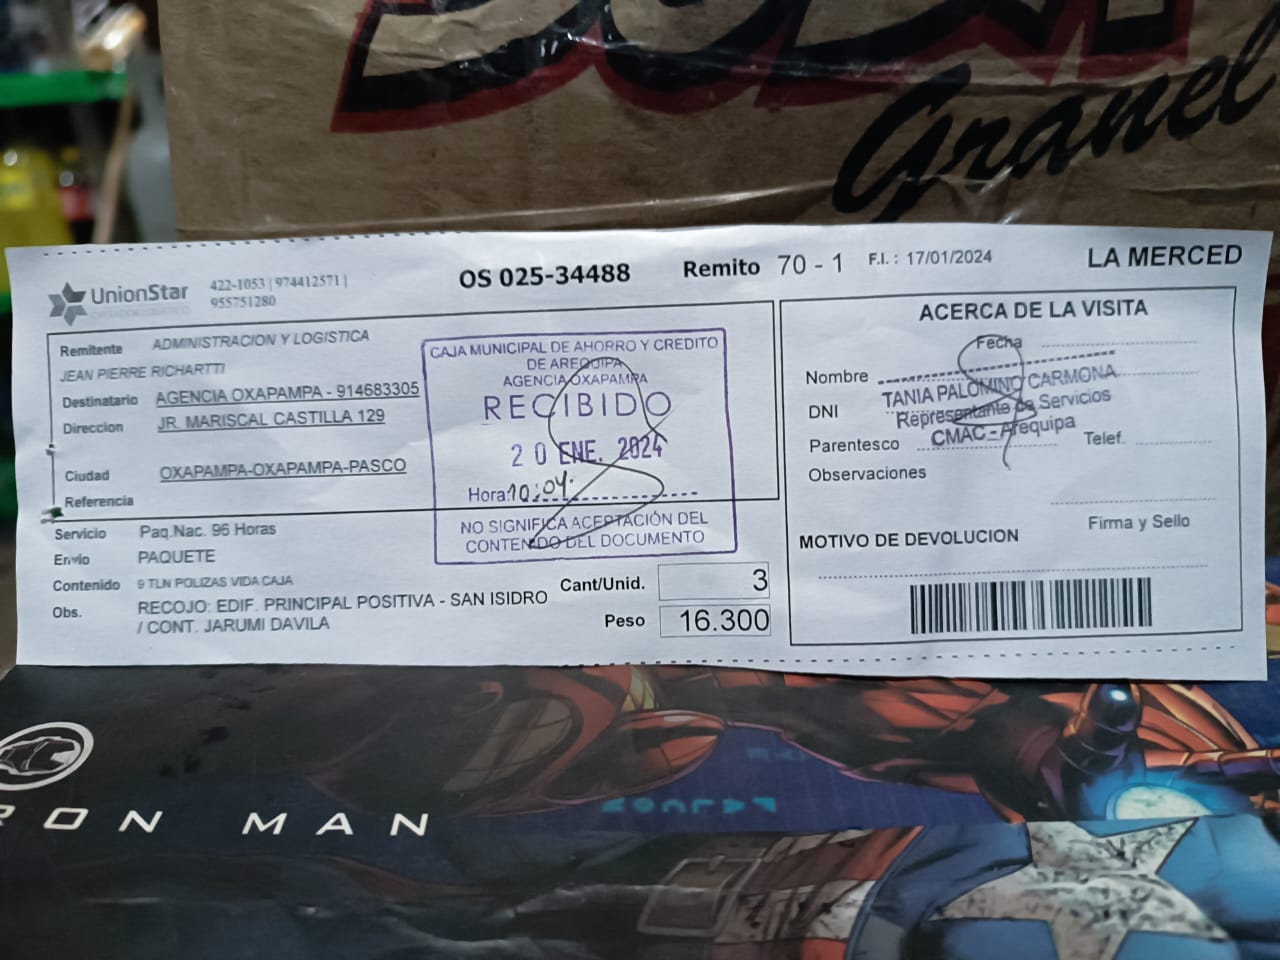 Granel
UnionStar
422-1053 | 974412571 |
955751280
OS 025-34488
Remito 70 - 1
F.I. : 17/01/2024
LA MERCED
Remitente ADMINISTRACION Y LOGISTICA
JEAN PIERRE RICHARTTI
Destinatario AGENCIA OXAPAMPA - 914683305
Direccion JR. MARISCAL CASTILLA 129
Ciudad OXAPAMPA-OXAPAMPA-PASCO
Referencia
CAJA MUNICIPAL DE AHORRO Y CREDITO
DE AREQUIPA
AGENCIA OXAPAMPA
RECIBIDO
20 ENE. 2024
Hora: 10:04.
NO SIGNIFICA ACEPTACIÓN DEL
CONTENIDO DEL DOCUMENTO
Servicio Paq.Nac. 96 Horas
Envio PAQUETE
Contenido 9 TLN POLIZAS VIDA CAJA
Obs. RECOJO: EDIF. PRINCIPAL POSITIVA - SAN ISIDRO
/ CONT. JARUMI DAVILA
Cant/Unid. 3
Peso 16.300
ACERCA DE LA VISITA
Fecha
Nombre
DNI
Parentesco
Telef.
Observaciones
TANIA PALOMINO CARMONA
Representante de Servicios
CMAC - Arequipa
Firma y Sello
MOTIVO DE DEVOLUCION
RON MAN